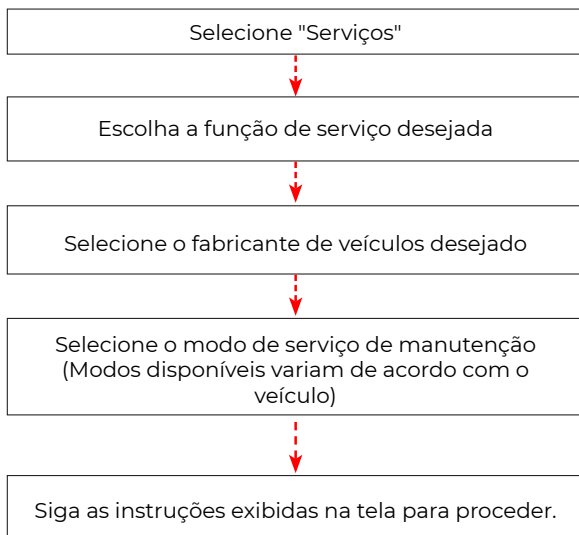 Selecione "Serviços"
Escolha a função de serviço desejada
Selecione o fabricante de veículos desejado
Selecione o modo de serviço de manutenção
(Modos disponíveis variam de acordo com o
veículo)
Siga as instruções exibidas na tela para proceder.